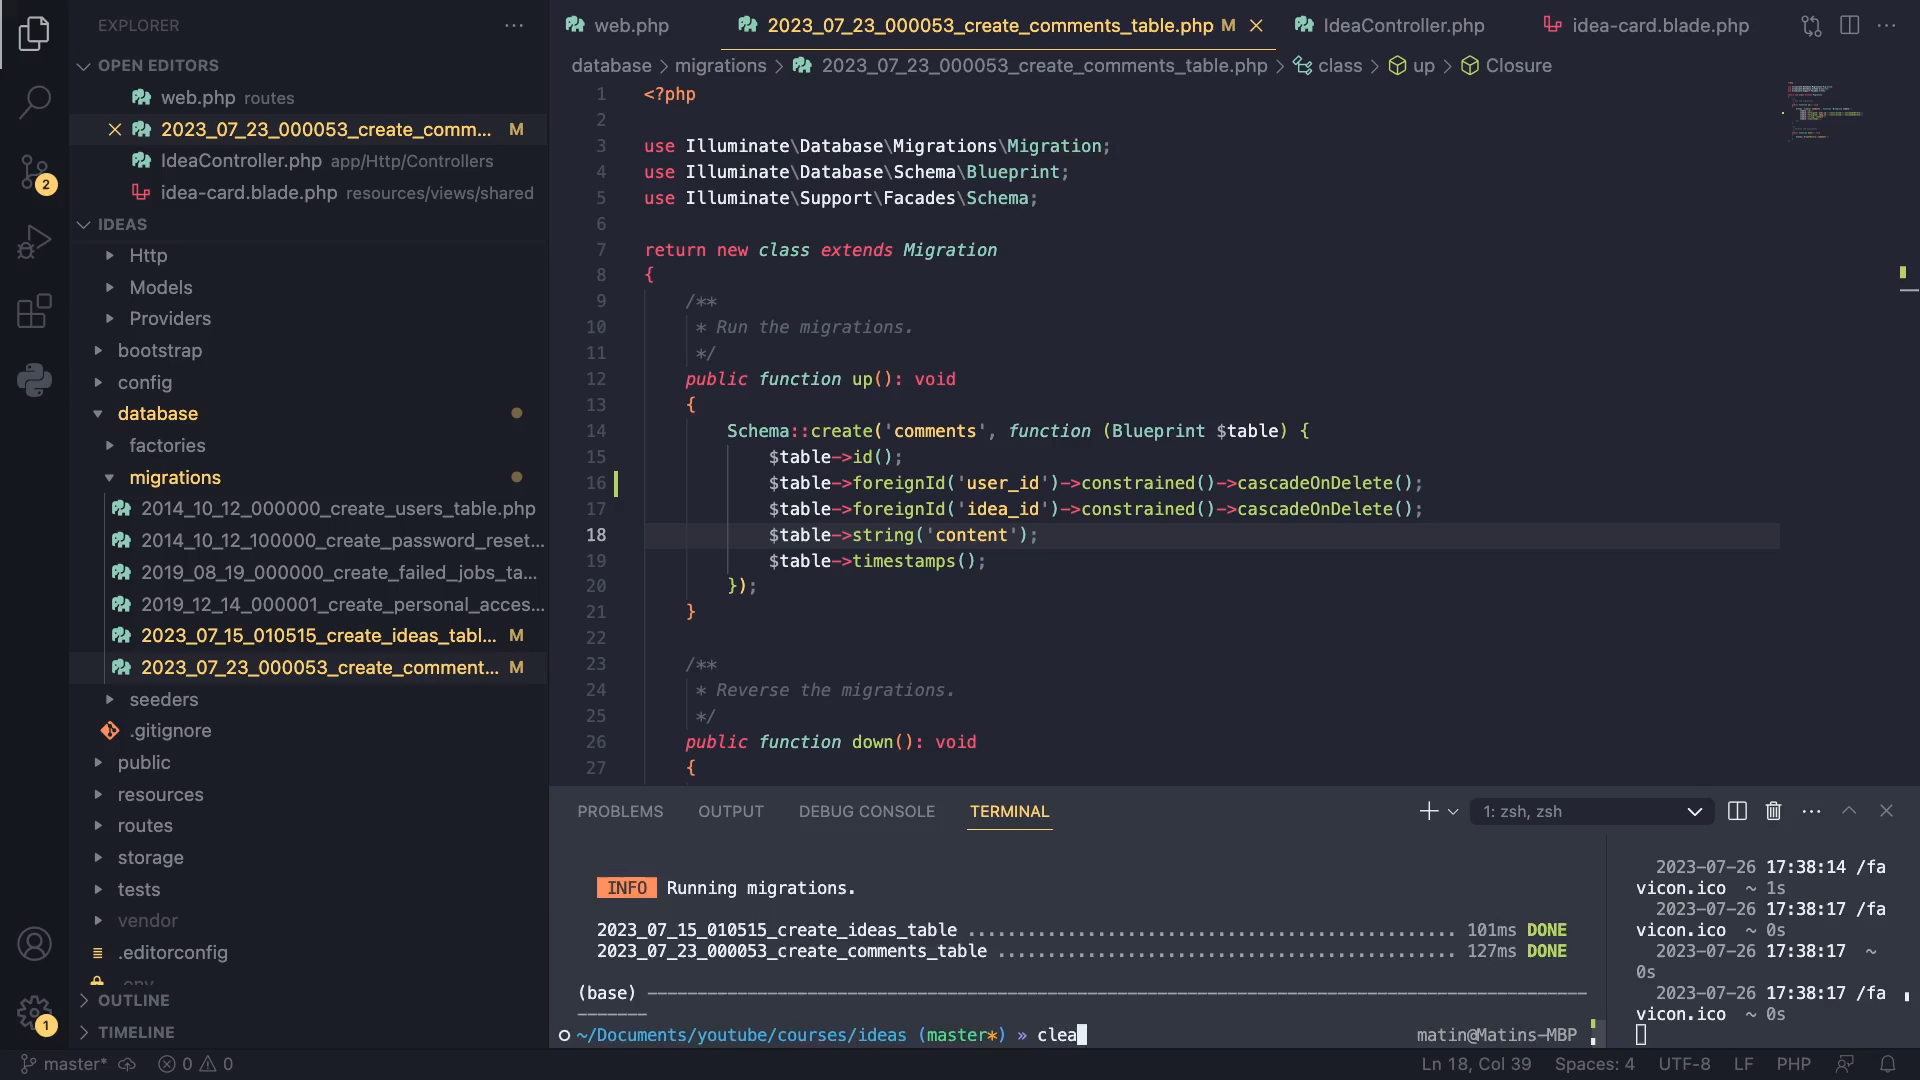 EXPLORER
OPEN EDITORS
web.php routes
2023_07_23_000053_create_comm... M
IdeaController.php app/Http/Controllers
idea-card.blade.php resources/views/shared
IDEAS
Http
Models
Providers
bootstrap
config
database
factories
migrations
2014_10_12_000000_create_users_table.php
2014_10_12_100000_create_password_reset...
2019_08_19_000000_create_failed_jobs_ta...
2019_12_14_000001_create_personal_acces...
2023_07_15_010515_create_ideas_tabl... M
2023_07_23_000053_create_comment... M
seeders
.gitignore
public
resources
routes
storage
tests
vendor
.editorconfig
OUTLINE
TIMELINE
2
1
web.php
2023_07_23_000053_create_comments_table.php M
IdeaController.php
idea-card.blade.php
database > migrations > 2023_07_23_000053_create_comments_table.php > class > up > Closure
1 <?php
2
3 use Illuminate\Database\Migrations\Migration;
4 use Illuminate\Database\Schema\Blueprint;
5 use Illuminate\Support\Facades\Schema;
6
7 return new class extends Migration
8 {
9 /**
10 * Run the migrations.
11 */
12 public function up(): void
13 {
14 Schema::create('comments', function (Blueprint $table) {
15 $table->id();
16 $table->foreignId('user_id')->constrained()->cascadeOnDelete();
17 $table->foreignId('idea_id')->constrained()->cascadeOnDelete();
18 $table->string('content');
19 $table->timestamps();
20 });
21 }
22
23 /**
24 * Reverse the migrations.
25 */
26 public function down(): void
27 {
PROBLEMS OUTPUT DEBUG CONSOLE TERMINAL
1: zsh, zsh
INFO Running migrations.
2023_07_15_010515_create_ideas_table ................................................ 101ms DONE
2023_07_23_000053_create_comments_table ............................................. 127ms DONE
(base)
~/Documents/youtube/courses/ideas (master*) » clea
matin@Matins-MBP
2023-07-26 17:38:14 /fa
vicon.ico ~ 1s
2023-07-26 17:38:17 /fa
vicon.ico ~ 0s
2023-07-26 17:38:17 ~
0s
2023-07-26 17:38:17 /fa
vicon.ico ~ 0s
master* 0 0
Ln 18, Col 39 Spaces: 4 UTF-8 LF PHP